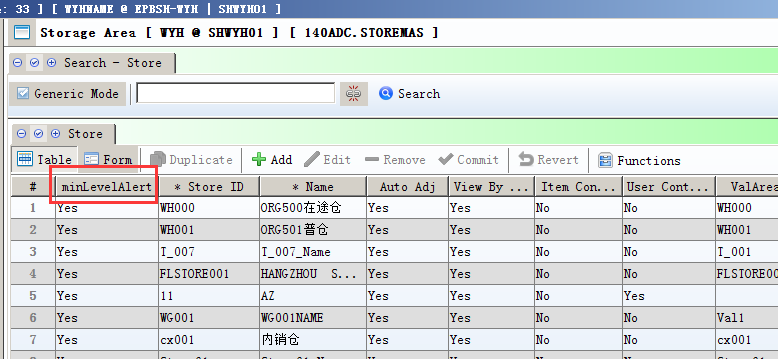 : 33 ] [ WYHNAME @ EPBSH-WYH | SHWYH01 ]
Storage Area [ WYH @ SHWYH01 ] [ 140ADC.STOREMAS ]
Search - Store
Generic Mode Search
Store
Table Form Duplicate Add Edit Remove Commit Revert Functions
# minLevelAlert * Store ID * Name Auto Adj View By ... Item Con... User Cont... ValArea
1 Yes WH000 ORG500在途仓 Yes Yes No No WH000
2 Yes WH001 ORG501普仓 Yes Yes No No WH001
3 Yes T_007 T_007_Name Yes Yes No No T_001
4 Yes FLSTORE001 HANGZHOU S... Yes Yes No No FLSTORE001
5 Yes 11 AZ Yes Yes No Yes
6 Yes WG001 WG001NAME Yes Yes No No Val1
7 Yes cx001 内销仓 Yes Yes No No cx001